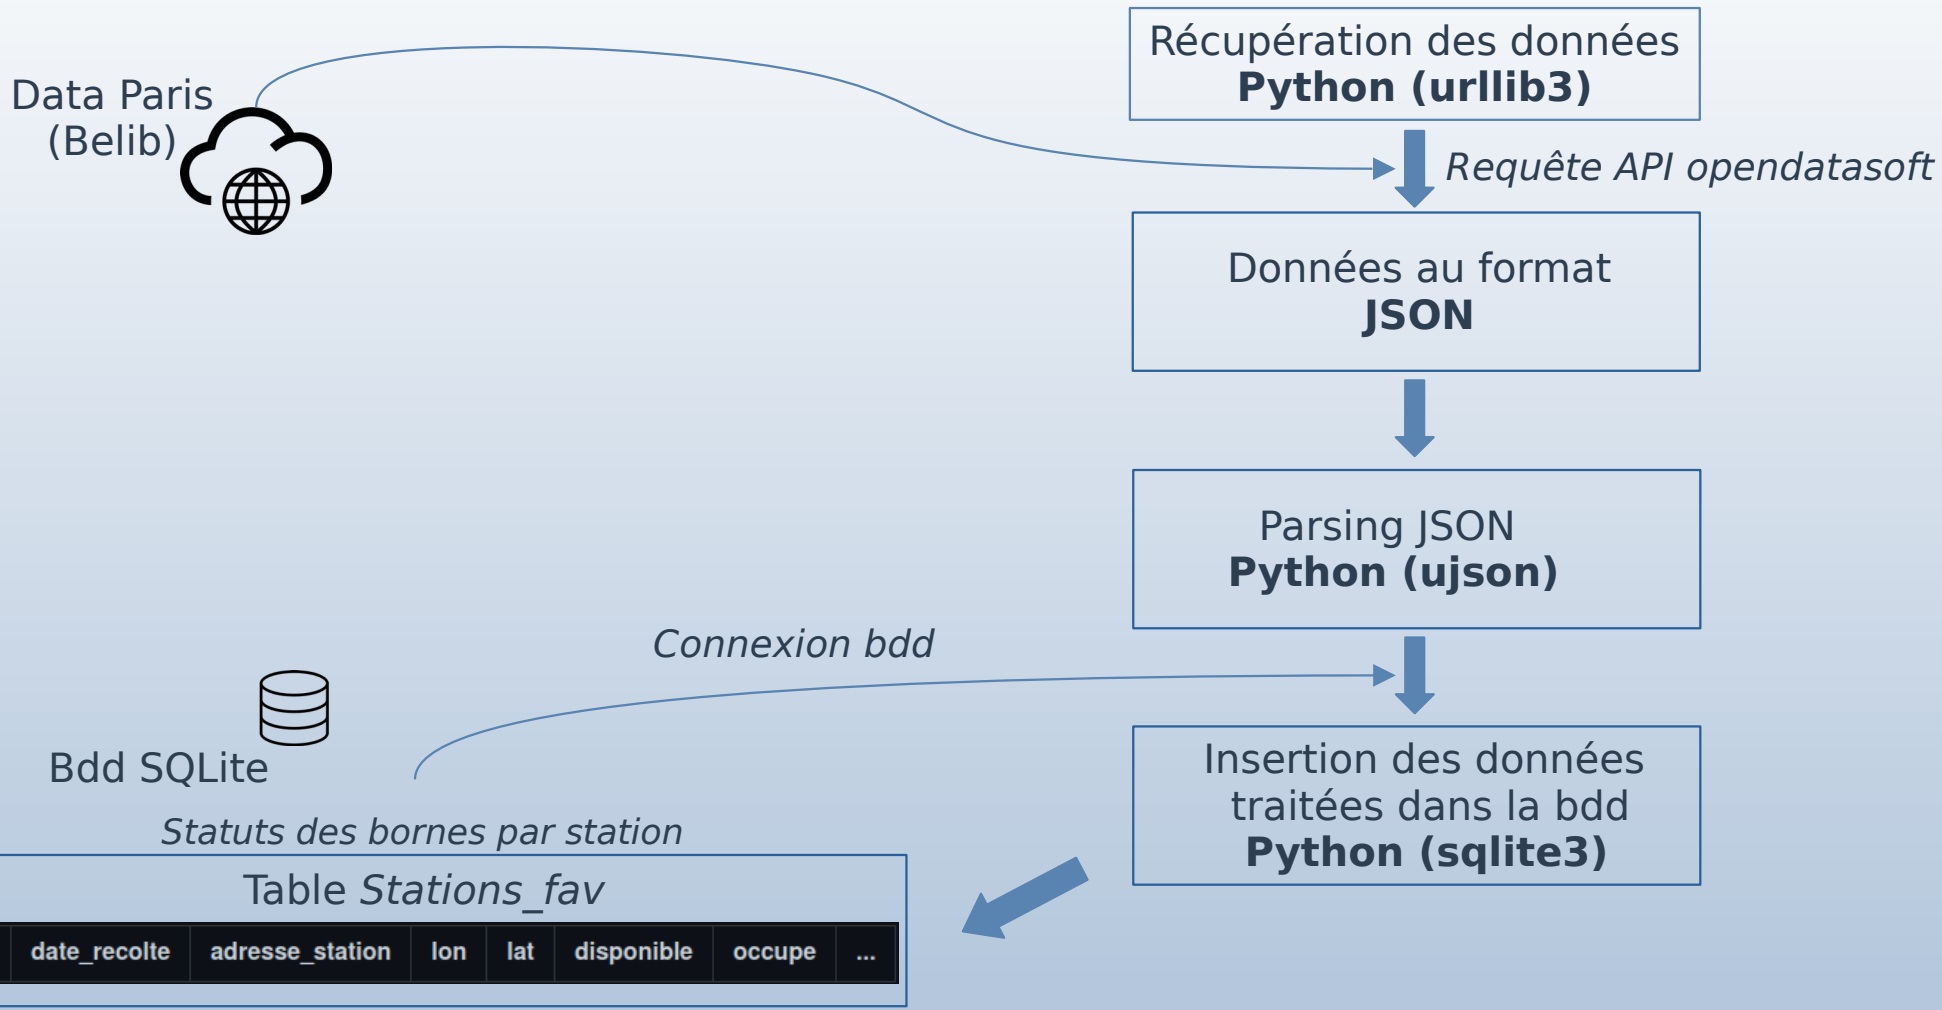 Data Paris
(Belib)
Récupération des données
Python (urllib3)
Requête API opendatasoft
Données au format
JSON
Parsing JSON
Python (ujson)
Connexion bdd
Bdd SQLite
Insertion des données
traitées dans la bdd
Python (sqlite3)
Statuts des bornes par station
Table Stations_fav
date_recolte adresse_station lon lat disponible occupe ...